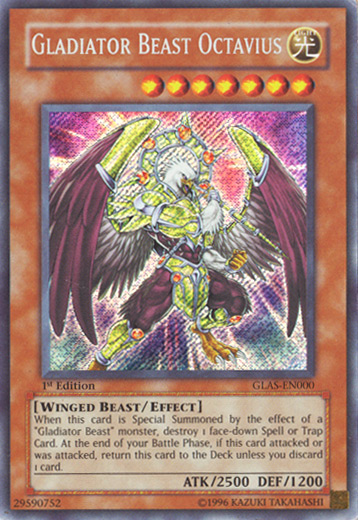 GLADIATOR BEAST OCTAVIUS
LIGHT
光
1st Edition
GLAS-EN000
[WINGED BEAST/EFFECT]
When this card is Special Summoned by the effect of a
"Gladiator Beast" monster, destroy 1 face-down Spell or Trap
Card. At the end of your Battle Phase, if this card attacked or
was attacked, return this card to the Deck unless you discard
1 card.
ATK/2500 DEF/1200
29590752
©1996 KAZUKI TAKAHASHI